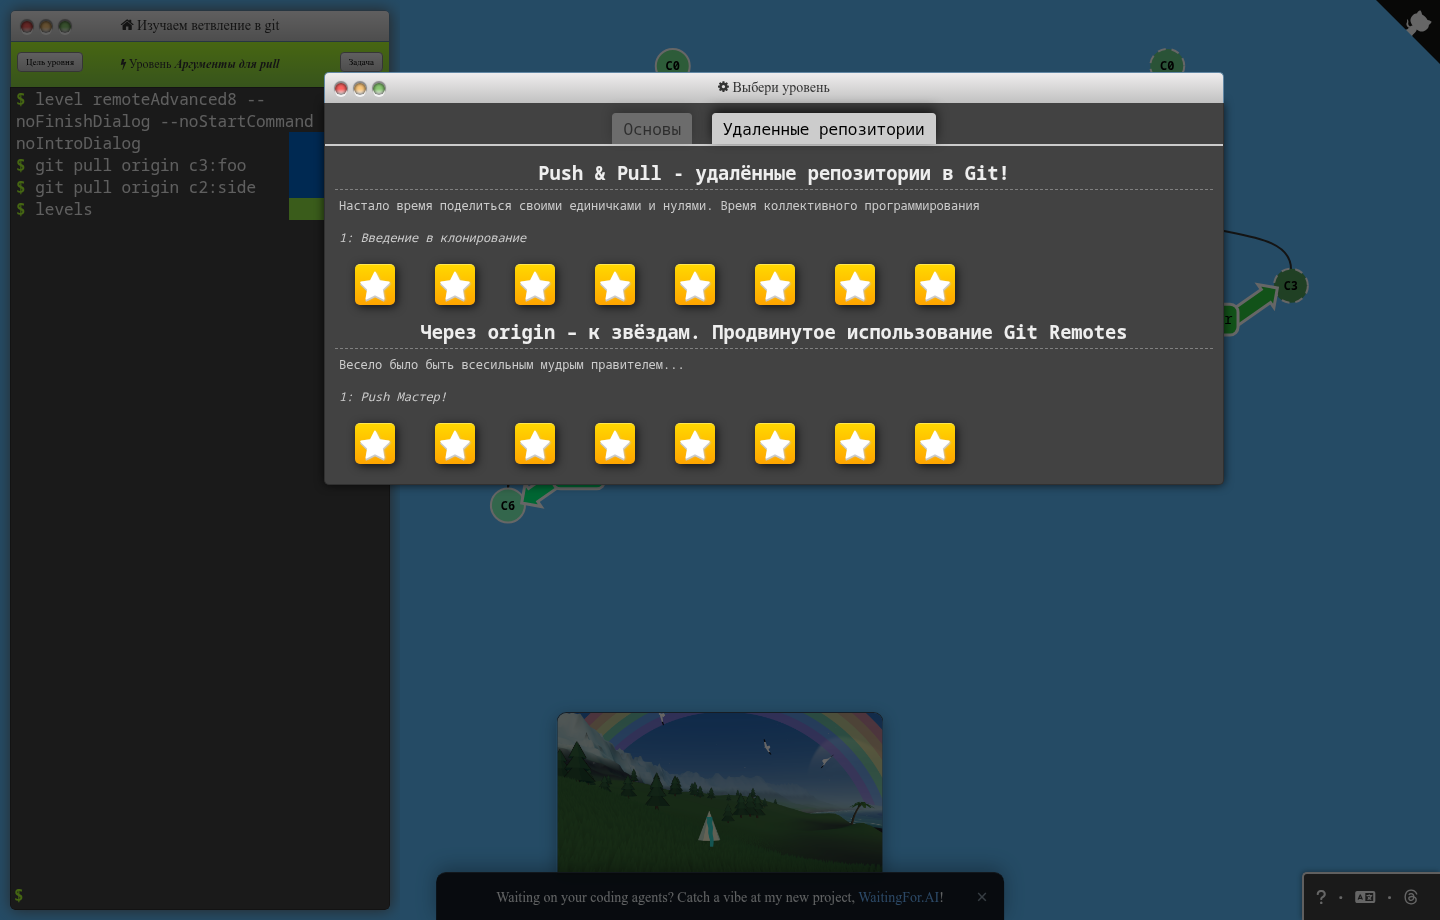 Изучаем ветвление в git
Цель уровня
Уровень Аргументы для pull
Задача
$ level remoteAdvanced8 --
noFinishDialog --noStartCommand
noIntroDialog
$ git pull origin c3:foo
$ git pull origin c2:side
$ levels
$
C0
C0
Выбери уровень
Основы
Удаленные репозитории
Push & Pull - удалённые репозитории в Git!
Настало время поделиться своими единичками и нулями. Время коллективного программирования
1: Введение в клонирование
Через origin – к звёздам. Продвинутое использование Git Remotes
Весело было быть всесильным мудрым правителем...
1: Push Мастер!
C3
C6
Waiting on your coding agents? Catch a vibe at my new project, WaitingFor.AI!